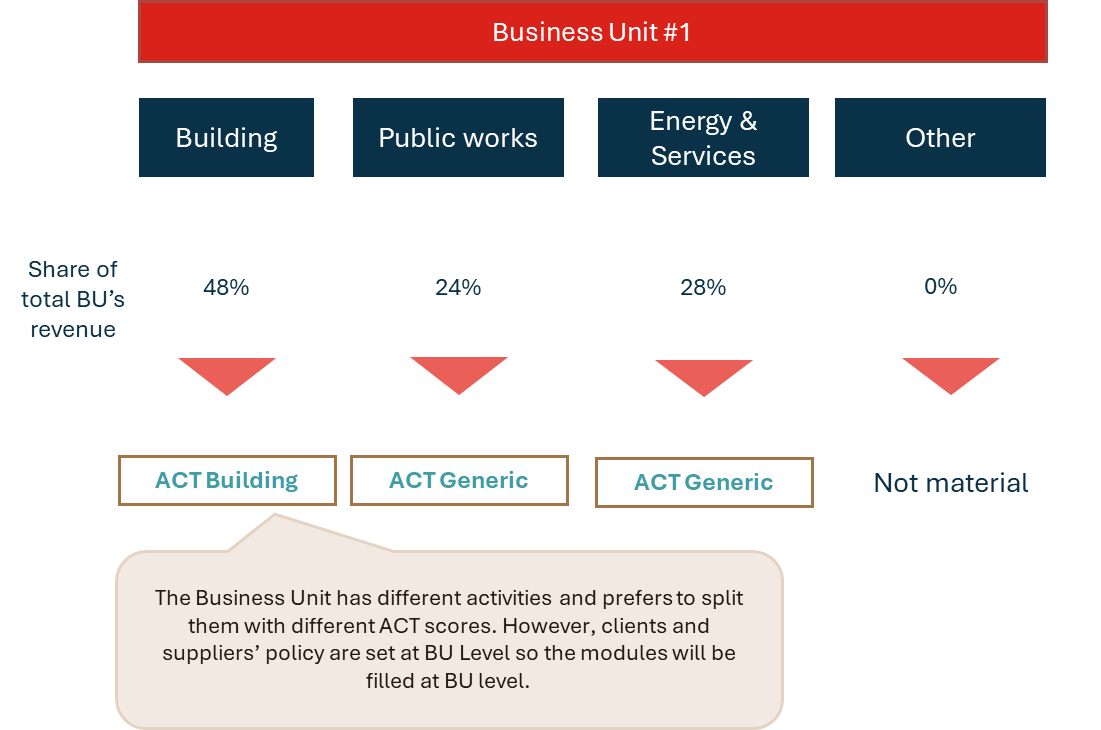 Business Unit #1
Building
Public works
Energy &
Services
Other
Share of
total BU’s
revenue
48%
24%
28%
0%
ACT Building
ACT Generic
ACT Generic
Not material
The Business Unit has different activities and prefers to split
them with different ACT scores. However, clients and
suppliers’ policy are set at BU Level so the modules will be
filled at BU level.